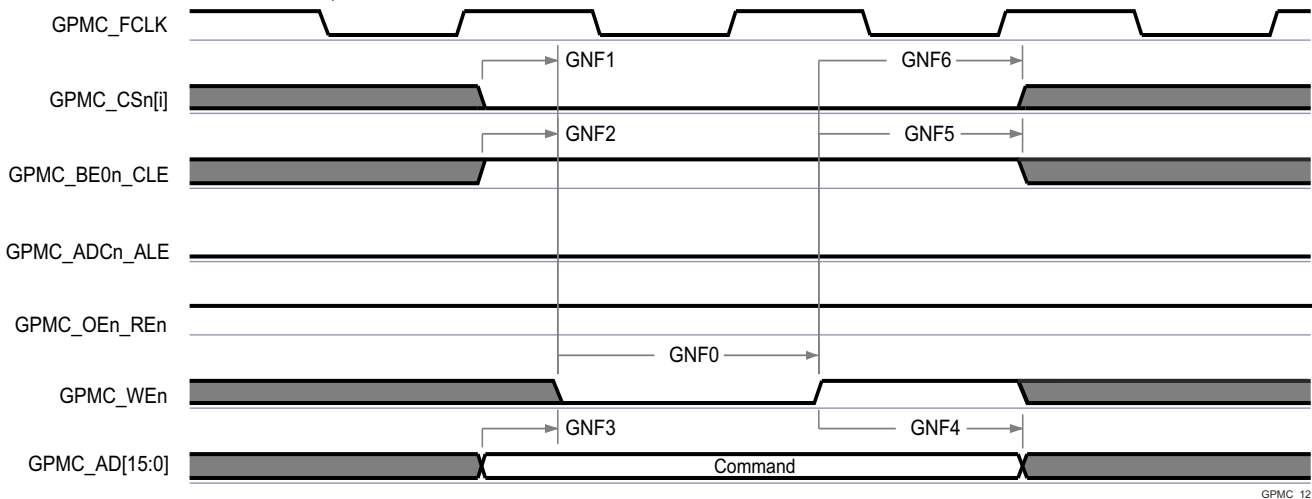 GPMC_FCLK
GNF1
GNF6
GPMC_CSn[i]
GNF2
GNF5
GPMC_BE0n_CLE
GPMC_ADCn_ALE
GPMC_OEn_REn
GNF0
GPMC_WEn
GNF3
GNF4
GPMC_AD[15:0]
Command
GPMC_12